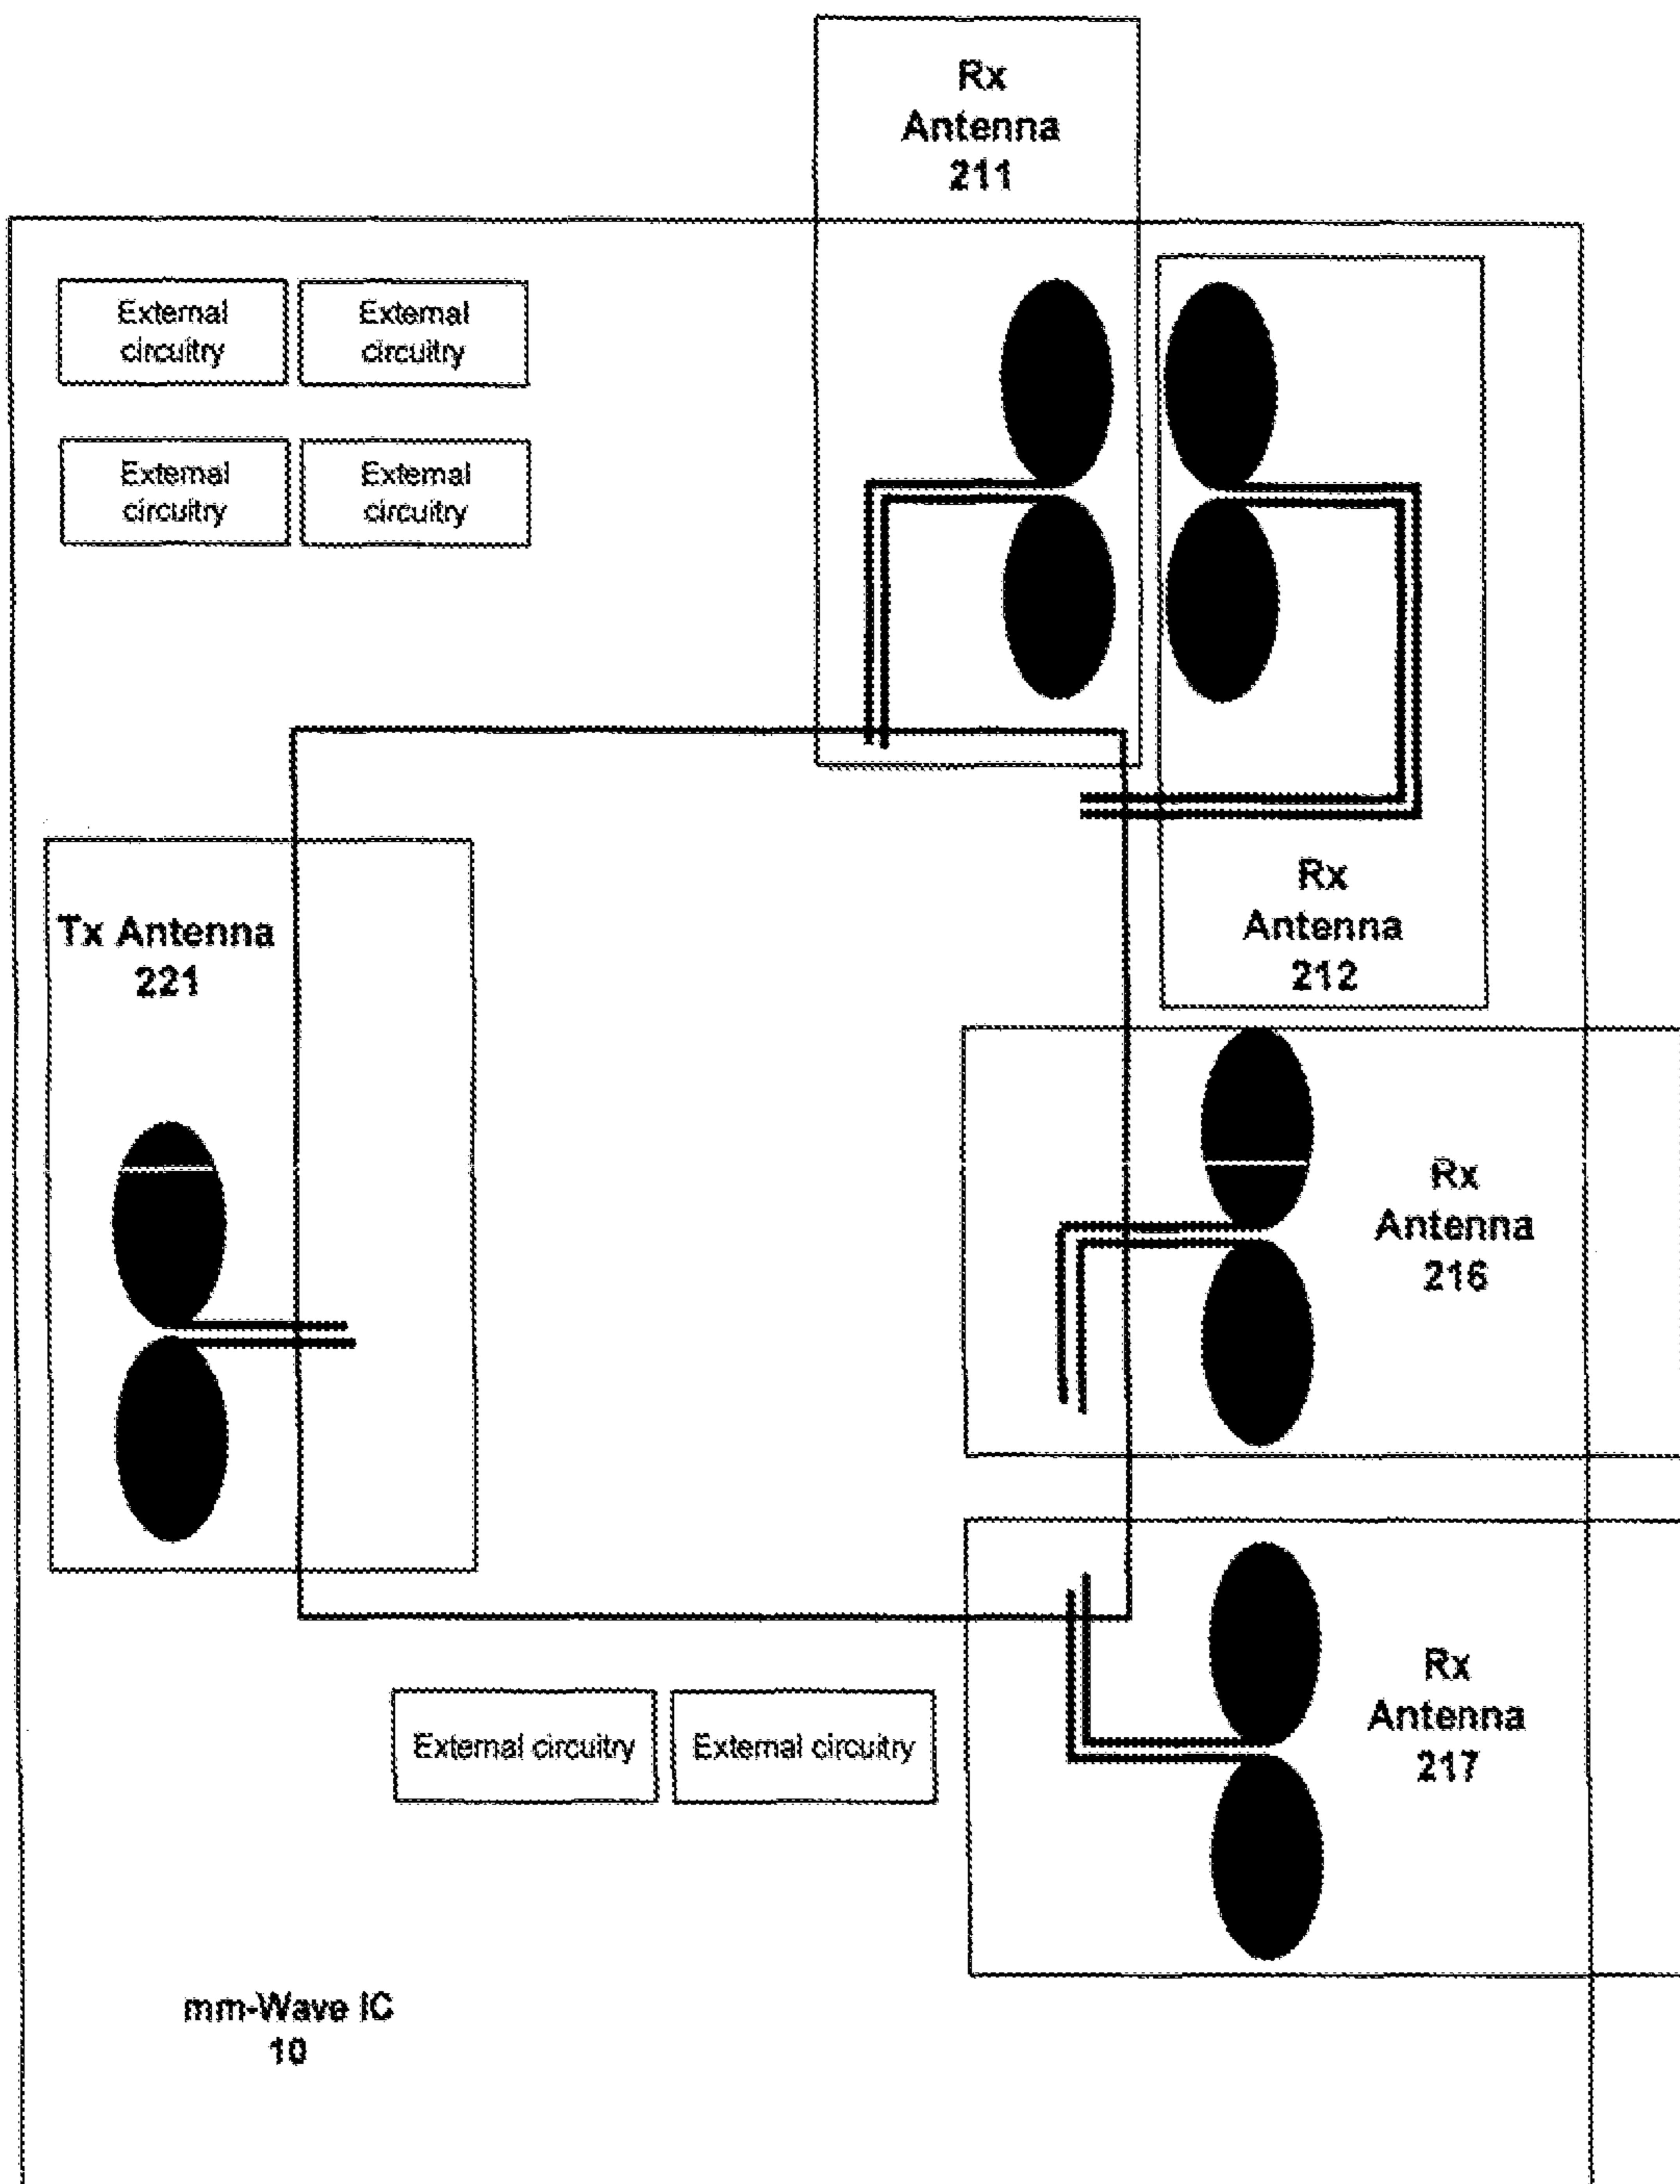 Rx
Antenna
211
External
circuitry
External
circuitry
External
circuitry
External
circuitry
Rx
Antenna
212
Tx Antenna
221
Rx
Antenna
216
Rx
Antenna
217
External circuitry
External circuitry
mm-Wave IC
10